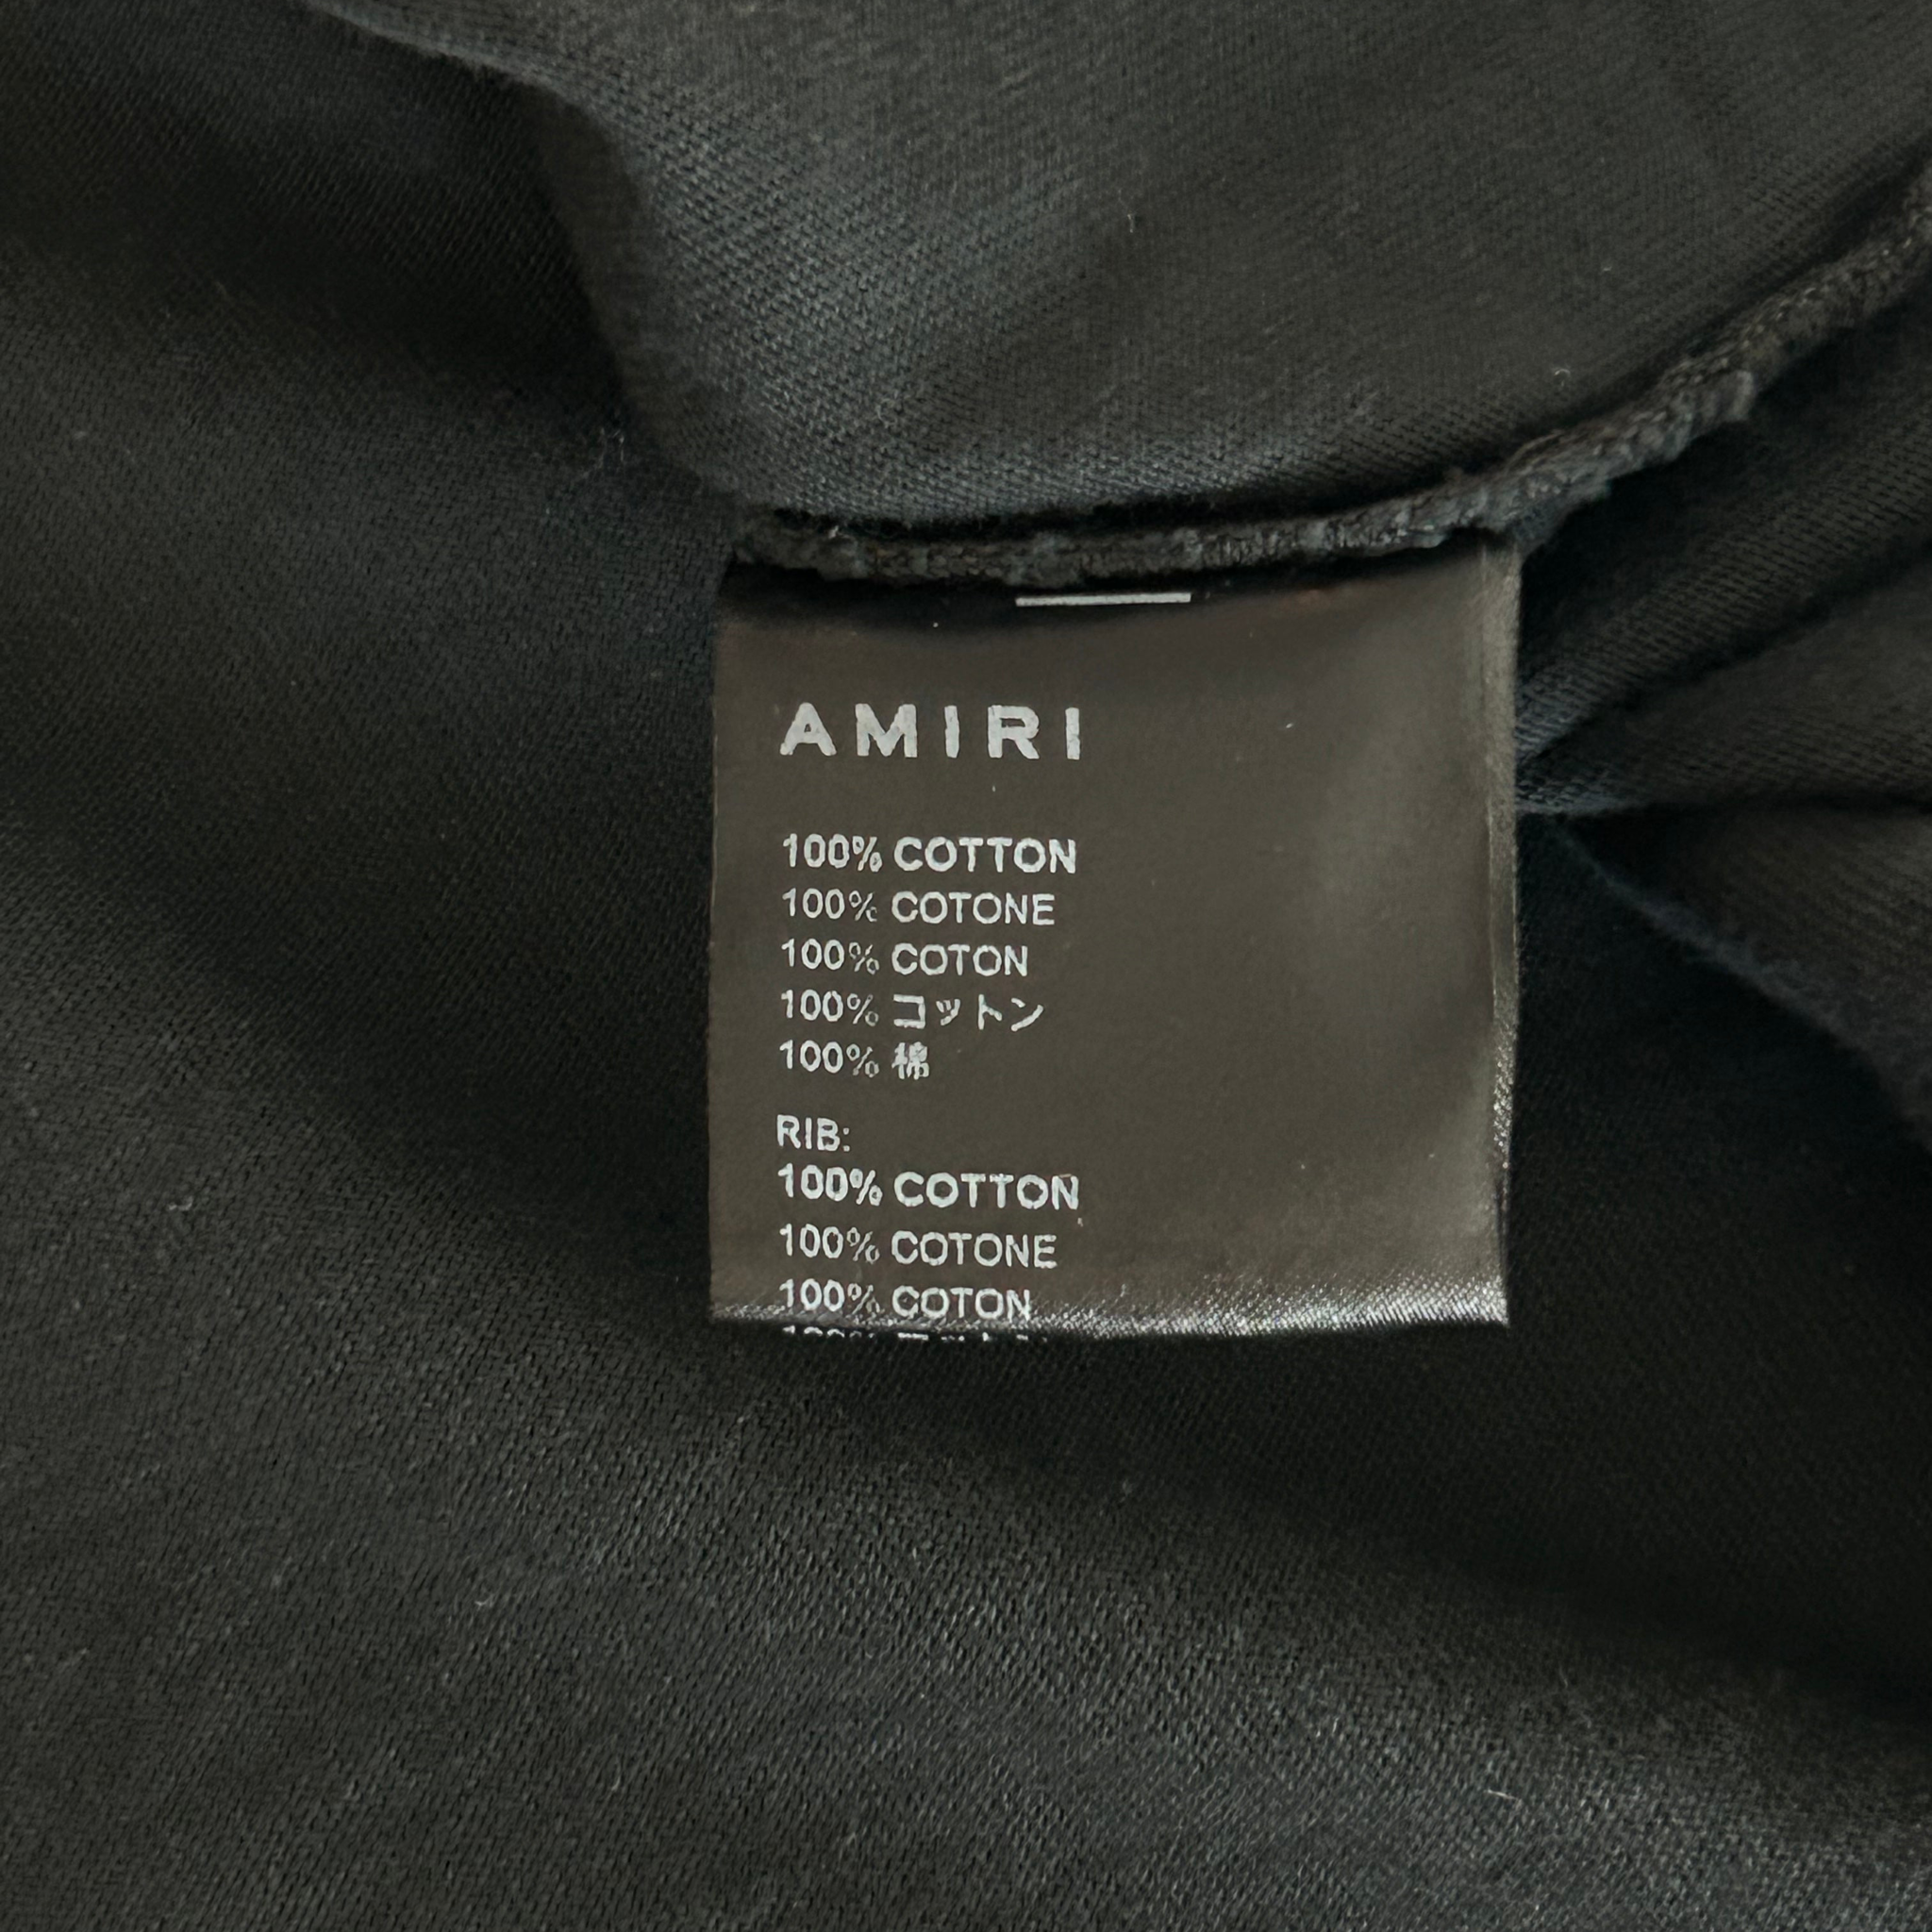 AMIRI
100% COTTON
100% COTONE
100% COTON
100% コットン
100% 棉
RIB:
100% COTTON
100% COTONE
100% COTON